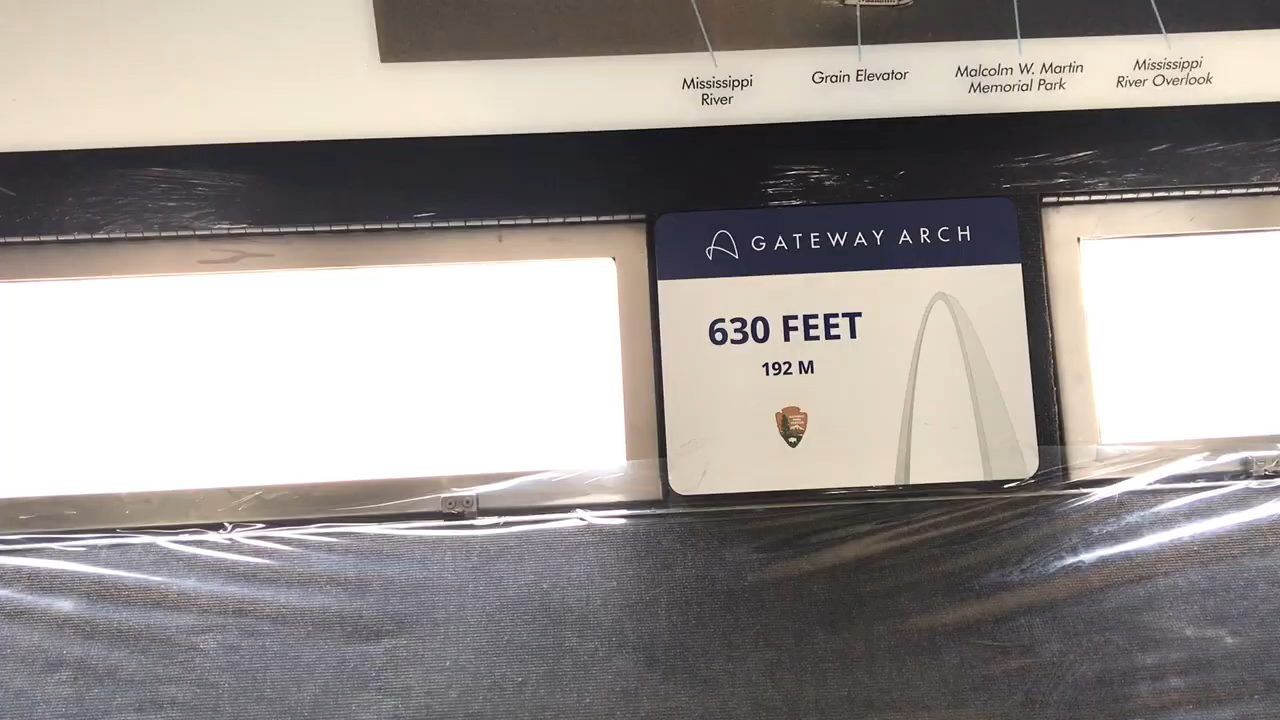 Mississippi
River
Grain Elevator
Malcolm W. Martin
Memorial Park
Mississippi
River Overlook
GATEWAY ARCH
630 FEET
192 M